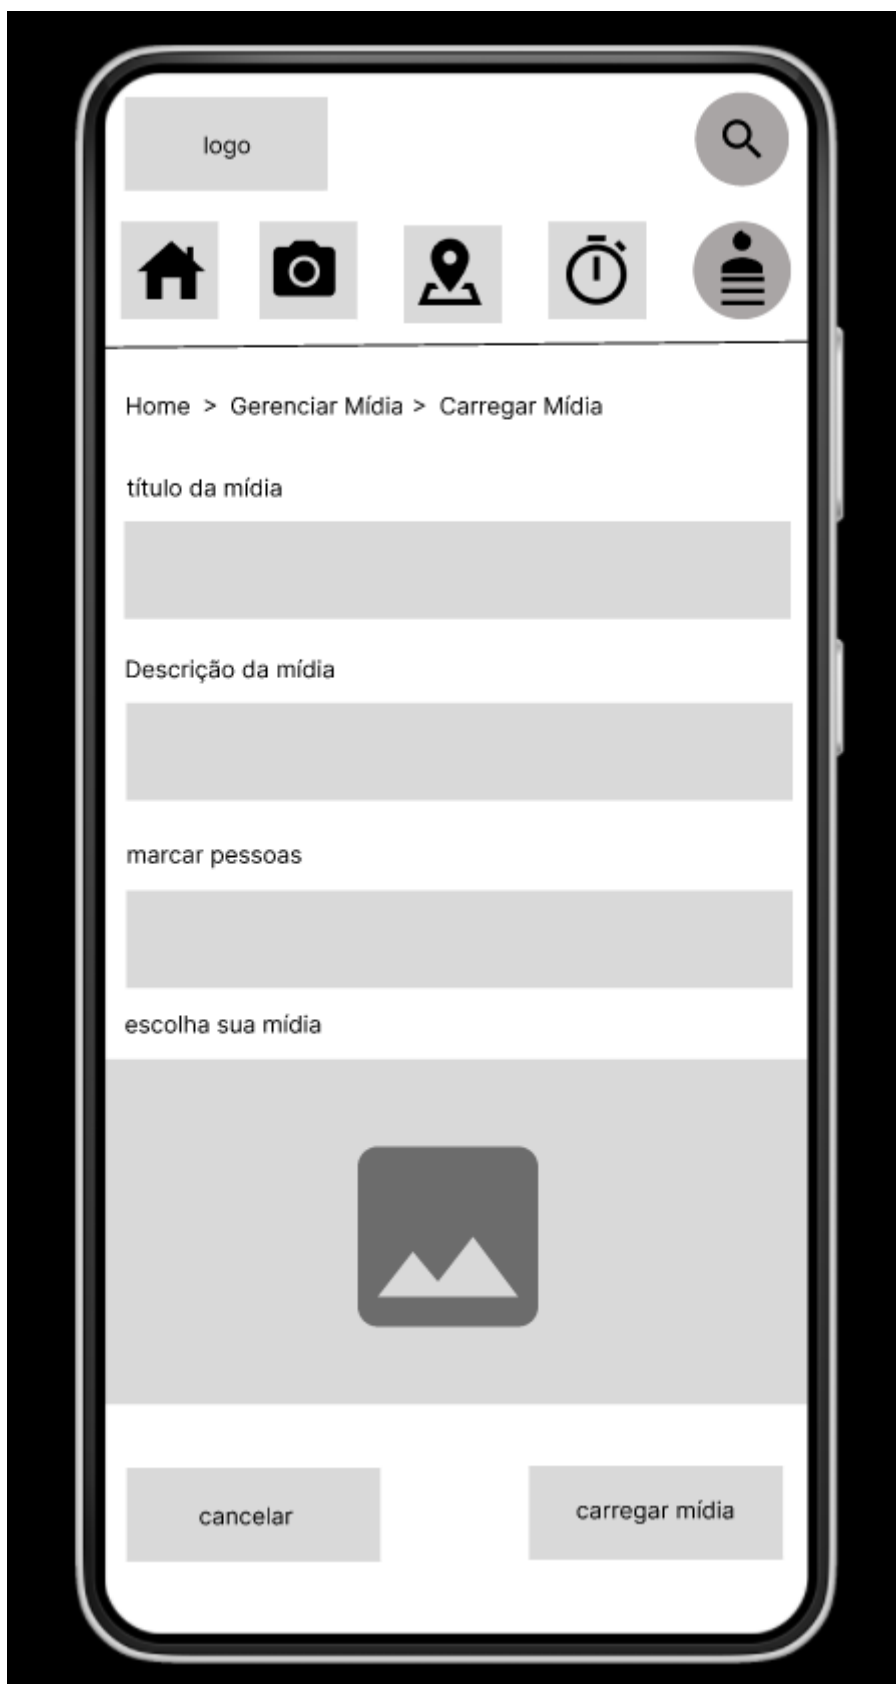 logo
Home > Gerenciar Mídia > Carregar Mídia
título da mídia
Descrição da mídia
marcar pessoas
escolha sua mídia
cancelar
carregar mídia